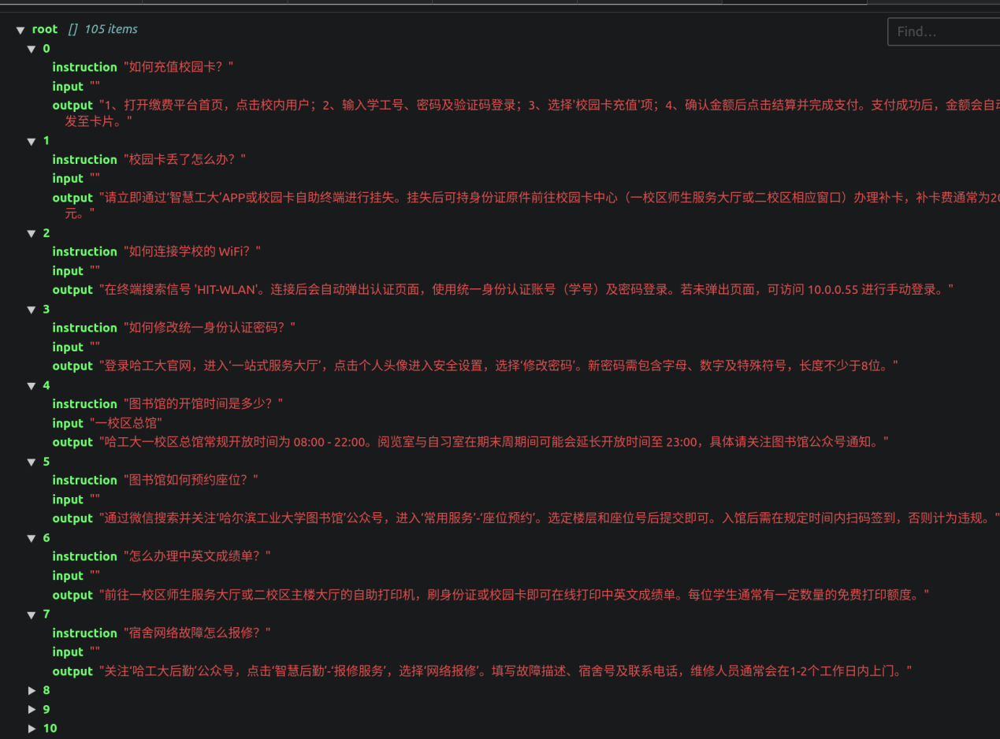 root [] 105 items
Find…
0
instruction "如何充值校园卡？"
input ""
output "1、打开缴费平台首页，点击校内用户；2、输入学工号、密码及验证码登录；3、选择'校园卡充值'项；4、确认金额后点击结算并完成支付。支付成功后，金额会自动
发至卡片。"
1
instruction "校园卡丢了怎么办？"
input ""
output "请立即通过‘智慧工大’APP或校园卡自助终端进行挂失。挂失后可持身份证原件前往校园卡中心（一校区师生服务大厅或二校区相应窗口）办理补卡，补卡费通常为20
元。"
2
instruction "如何连接学校的 WiFi？"
input ""
output "在终端搜索信号 'HIT-WLAN'。连接后会自动弹出认证页面，使用统一身份认证账号（学号）及密码登录。若未弹出页面，可访问 10.0.0.55 进行手动登录。"
3
instruction "如何修改统一身份认证密码？"
input ""
output "登录哈工大官网，进入‘一站式服务大厅’，点击个人头像进入安全设置，选择‘修改密码’。新密码需包含字母、数字及特殊符号，长度不少于8位。"
4
instruction "图书馆的开馆时间是多少？"
input "一校区总馆"
output "哈工大一校区总馆常规开放时间为 08:00 - 22:00。阅览室与自习室在期末周期间可能会延长开放时间至 23:00，具体请关注图书馆公众号通知。"
5
instruction "图书馆如何预约座位？"
input ""
output "通过微信搜索并关注‘哈尔滨工业大学图书馆’公众号，进入‘常用服务’-‘座位预约’。选定楼层和座位号后提交即可。入馆后需在规定时间内扫码签到，否则计为违规。"
6
instruction "怎么办理中英文成绩单？"
input ""
output "前往一校区师生服务大厅或二校区主楼大厅的自助打印机，刷身份证或校园卡即可在线打印中英文成绩单。每位学生通常有一定数量的免费打印额度。"
7
instruction "宿舍网络故障怎么报修？"
input ""
output "关注‘哈工大后勤’公众号，点击‘智慧后勤’-‘报修服务’，选择‘网络报修’。填写故障描述、宿舍号及联系电话，维修人员通常会在1-2个工作日内上门。"
8
9
10